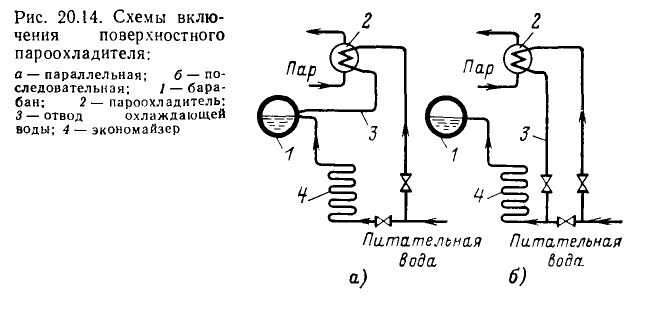 Рис. 20.14. Схемы вклю-
чения поверхностного
пароохладителя:
а — параллельная; б — по-
следовательная; 1 — бара-
бан; 2 — пароохладитель;
3 — отвод охлаждающей
воды; 4 — экономайзер
2
Пар
3
1
4
Питательная
вода
а)
2
Пар
3
1
4
Питательная
вода
б)